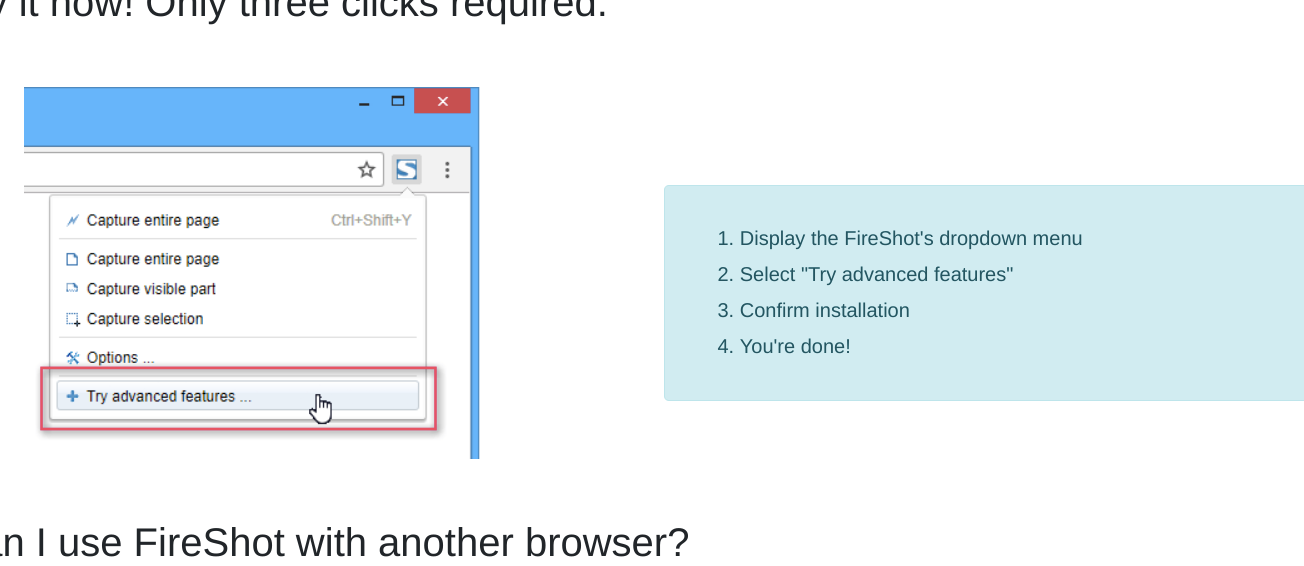 it now! Only three clicks required.
Capture entire page Ctrl+Shift+Y
Capture entire page
Capture visible part
Capture selection
Options ...
Try advanced features ...
1. Display the FireShot's dropdown menu
2. Select "Try advanced features"
3. Confirm installation
4. You're done!
I use FireShot with another browser?